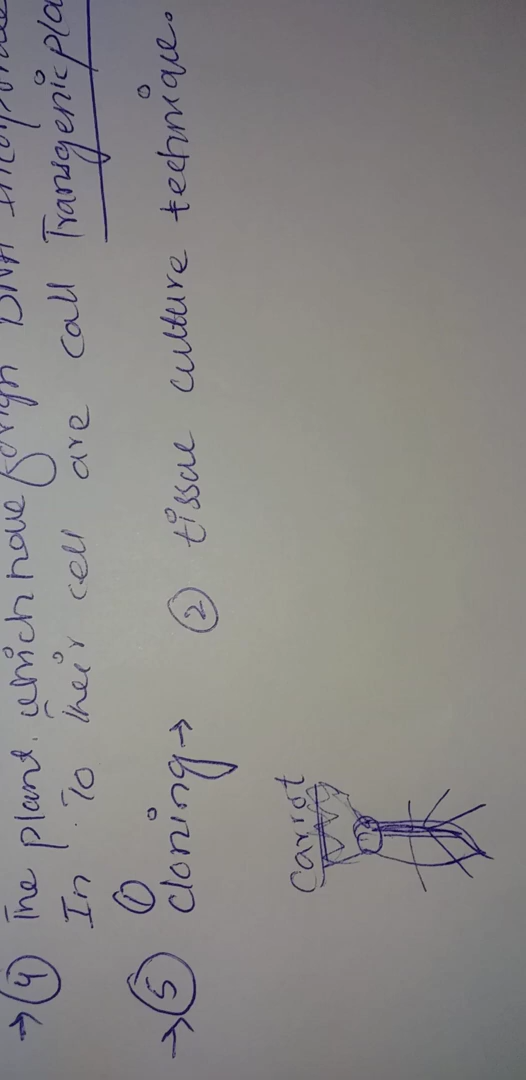 → (4) The plant which have forign DNA
In To their cell are call Transgenic
→ (5) ① Cloning → ② tissue culture technique.
Carrot